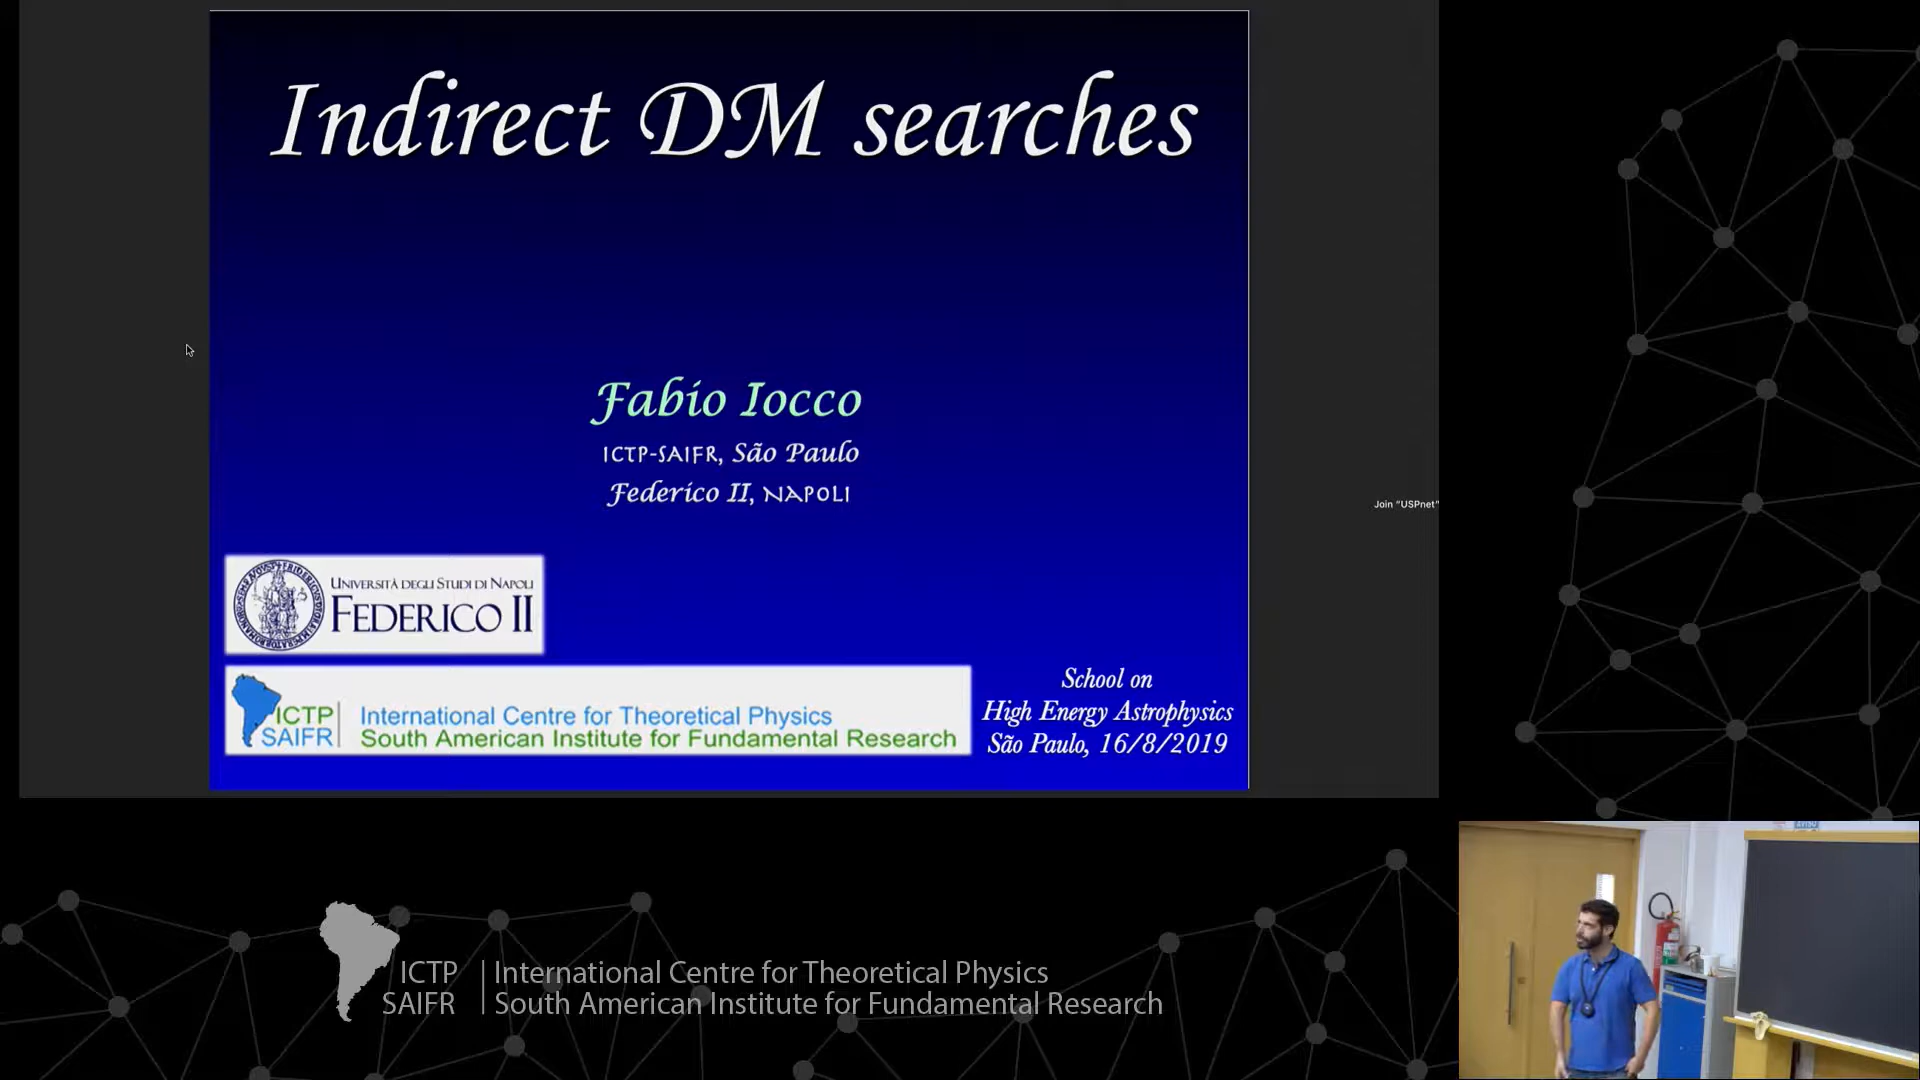 Indirect DM searches
Fabio Iocco
ICTP-SAIFR, São Paulo
Federico II, NAPOLI
Join "USPnet"
UNIVERSITÀ DEGLI STUDI DI NAPOLI
FEDERICO II
ICTP
SAIFR
International Centre for Theoretical Physics
South American Institute for Fundamental Research
School on
High Energy Astrophysics
São Paulo, 16/8/2019
ICTP
SAIFR
International Centre for Theoretical Physics
South American Institute for Fundamental Research